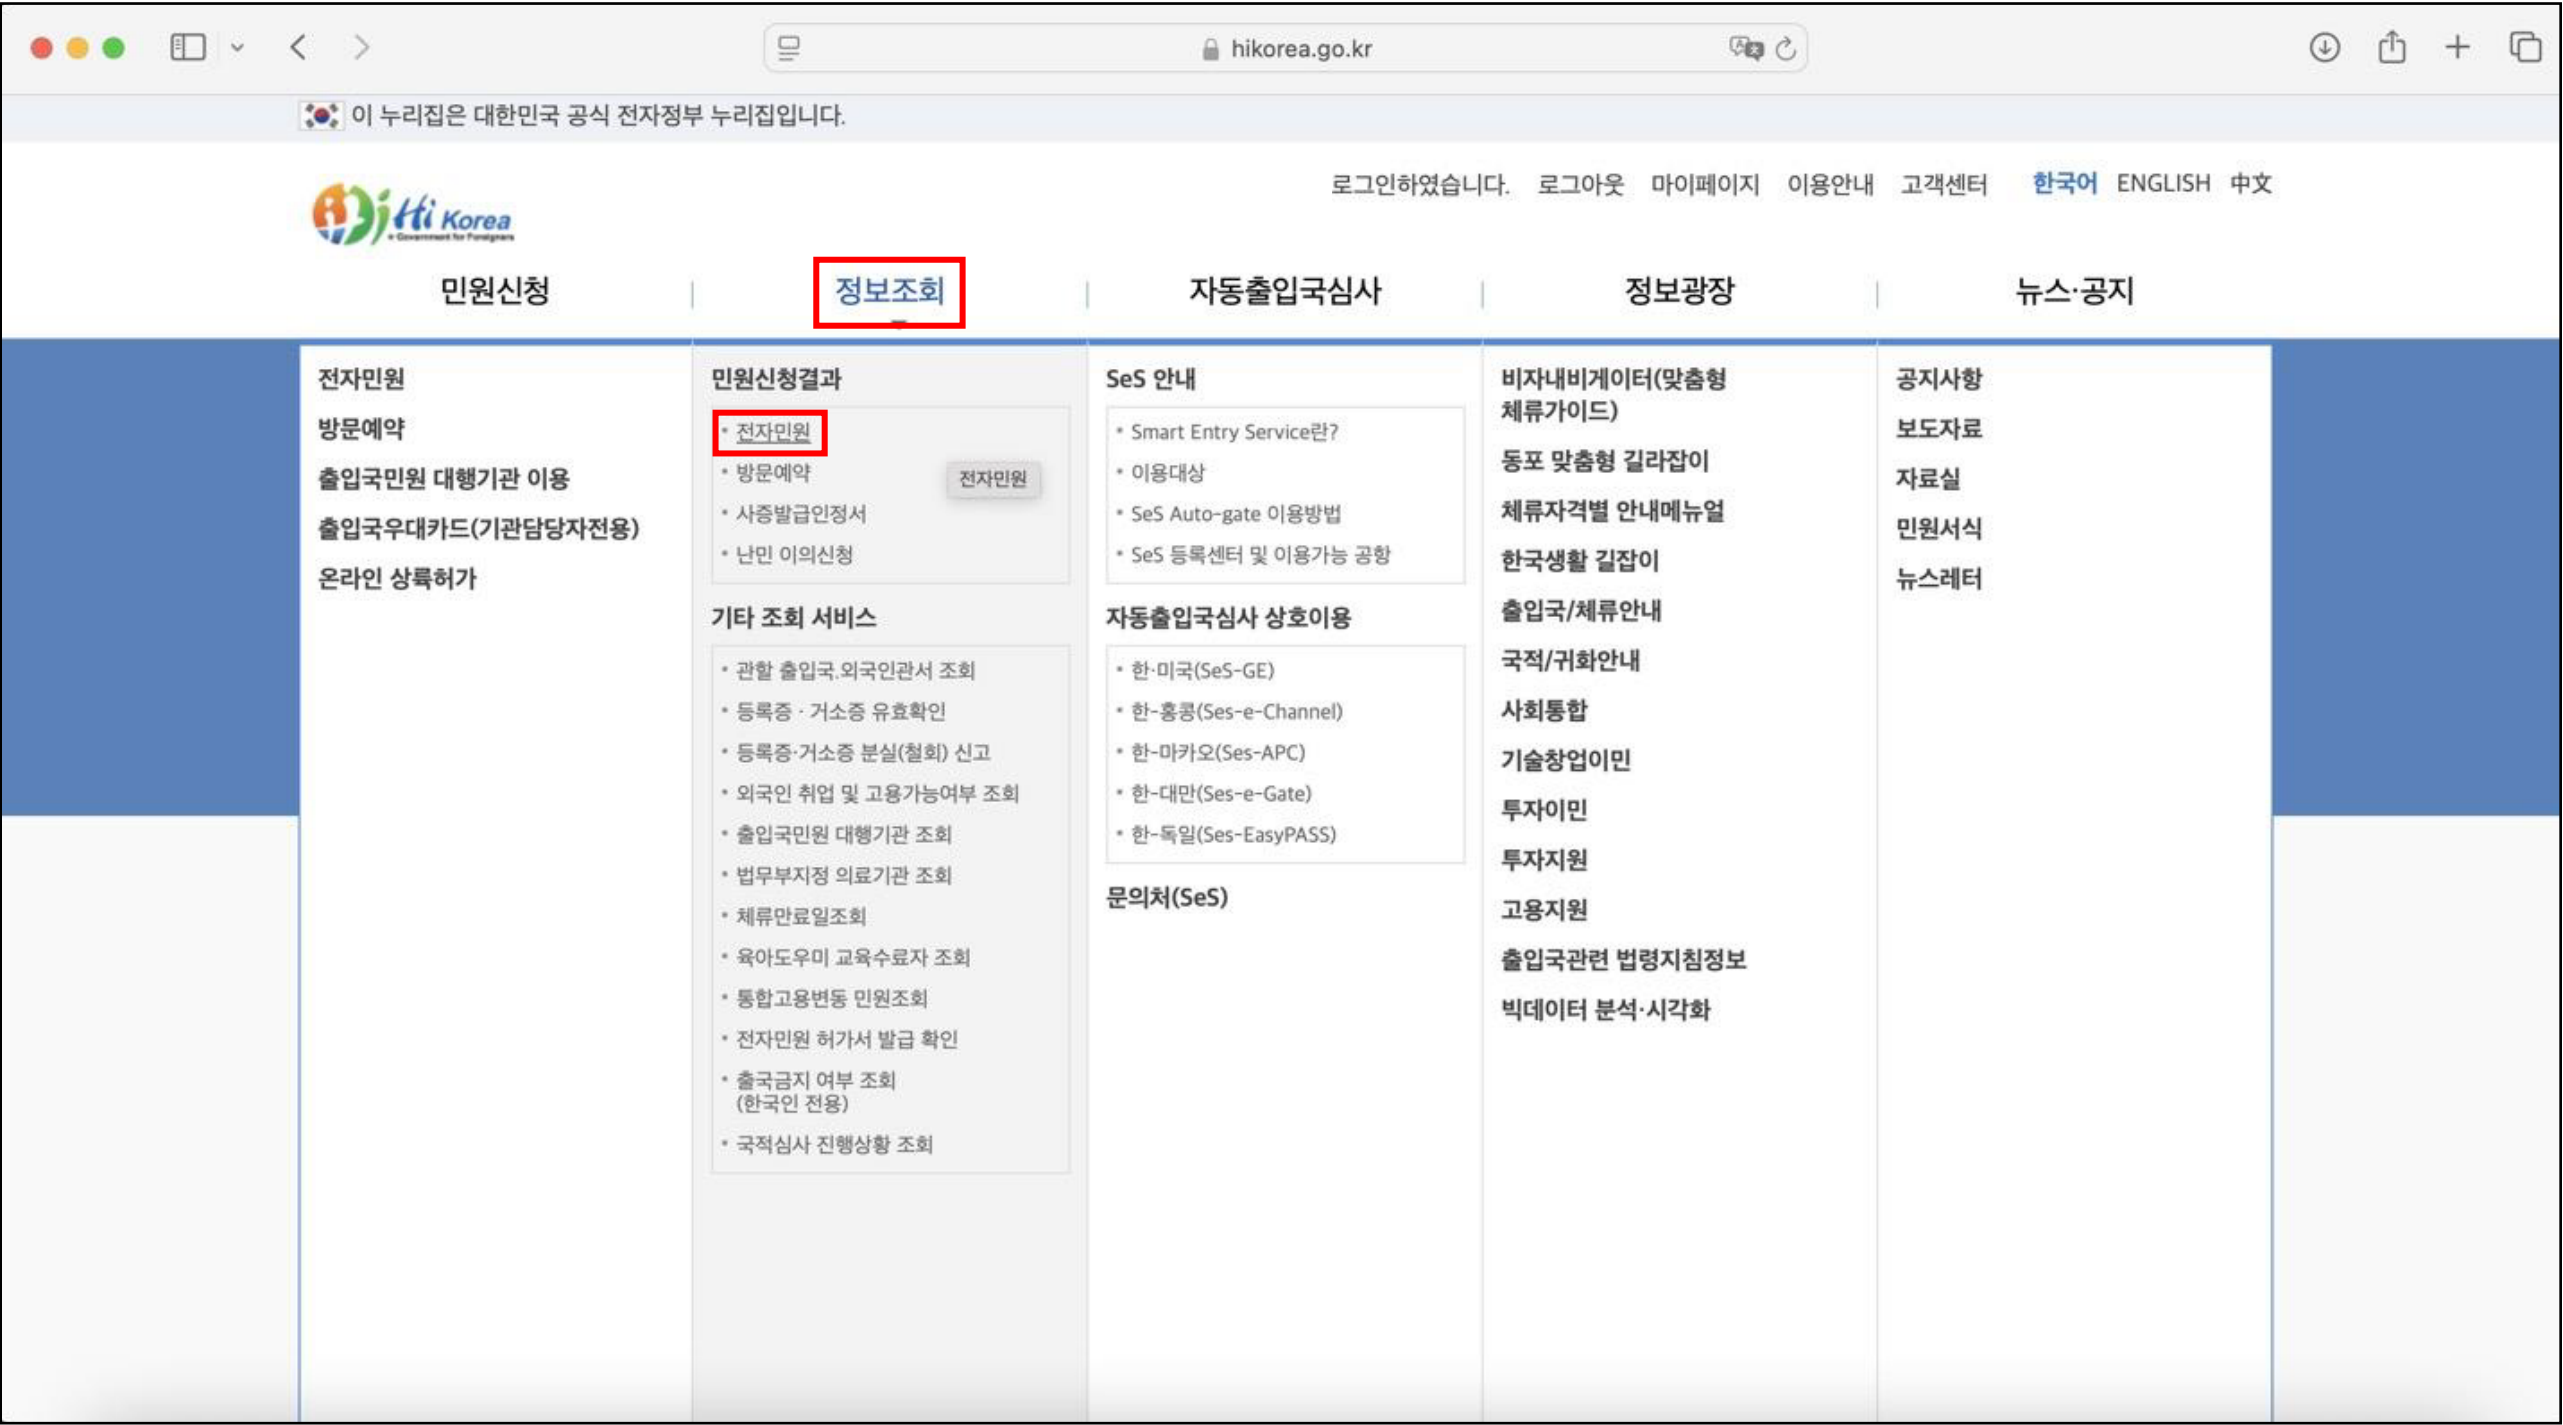 hikorea.go.kr
이 누리집은 대한민국 공식 전자정부 누리집입니다.
로그인하였습니다. 로그아웃 마이페이지 이용안내 고객센터 한국어 ENGLISH 中文
Hi Korea
e-Government for Foreigners
민원신청
정보조회
자동출입국심사
정보광장
뉴스·공지
전자민원
방문예약
출입국민원 대행기관 이용
출입국우대카드(기관담당자전용)
온라인 상륙허가
민원신청결과
전자민원
방문예약
전자민원
사증발급인정서
난민 이의신청
기타 조회 서비스
관할 출입국.외국인관서 조회
등록증 · 거소증 유효확인
등록증·거소증 분실(철회) 신고
외국인 취업 및 고용가능여부 조회
출입국민원 대행기관 조회
법무부지정 의료기관 조회
체류만료일조회
육아도우미 교육수료자 조회
통합고용변동 민원조회
전자민원 허가서 발급 확인
출국금지 여부 조회
(한국인 전용)
국적심사 진행상황 조회
SeS 안내
Smart Entry Service란?
이용대상
SeS Auto-gate 이용방법
SeS 등록센터 및 이용가능 공항
자동출입국심사 상호이용
한·미국(SeS-GE)
한-홍콩(Ses-e-Channel)
한-마카오(Ses-APC)
한-대만(Ses-e-Gate)
한-독일(Ses-EasyPASS)
문의처(SeS)
비자내비게이터(맞춤형
체류가이드)
동포 맞춤형 길라잡이
체류자격별 안내메뉴얼
한국생활 길잡이
출입국/체류안내
국적/귀화안내
사회통합
기술창업이민
투자이민
투자지원
고용지원
출입국관련 법령지침정보
빅데이터 분석·시각화
공지사항
보도자료
자료실
민원서식
뉴스레터